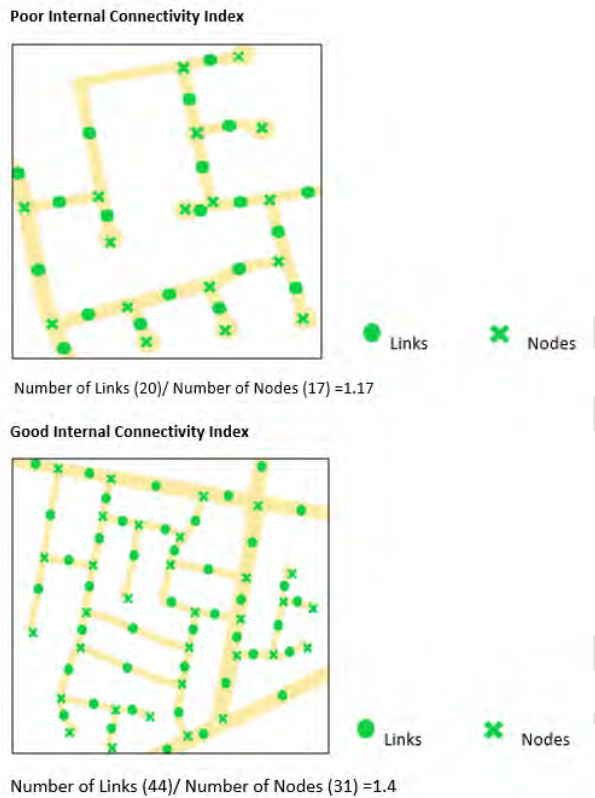 Poor Internal Connectivity Index
Links
Nodes
Number of Links (20)/ Number of Nodes (17) =1.17
Good Internal Connectivity Index
Links
Nodes
Number of Links (44)/ Number of Nodes (31) =1.4